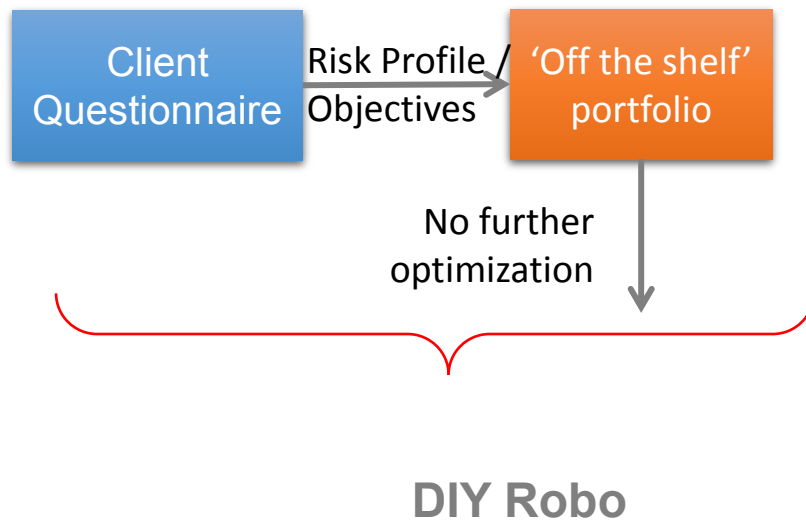 Client
Questionnaire
Risk Profile /
Objectives
‘Off the shelf’
portfolio
No further
optimization
DIY Robo